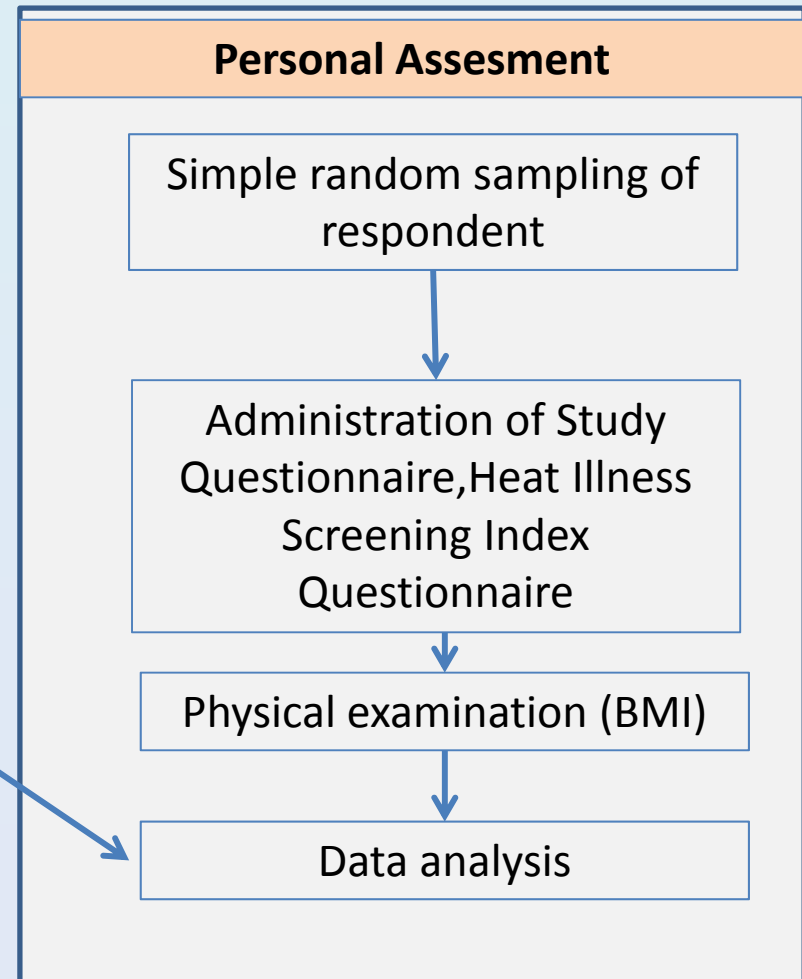 Personal Assesment
Simple random sampling of
respondent
Administration of Study
Questionnaire,Heat Illness
Screening Index
Questionnaire
Physical examination (BMI)
Data analysis